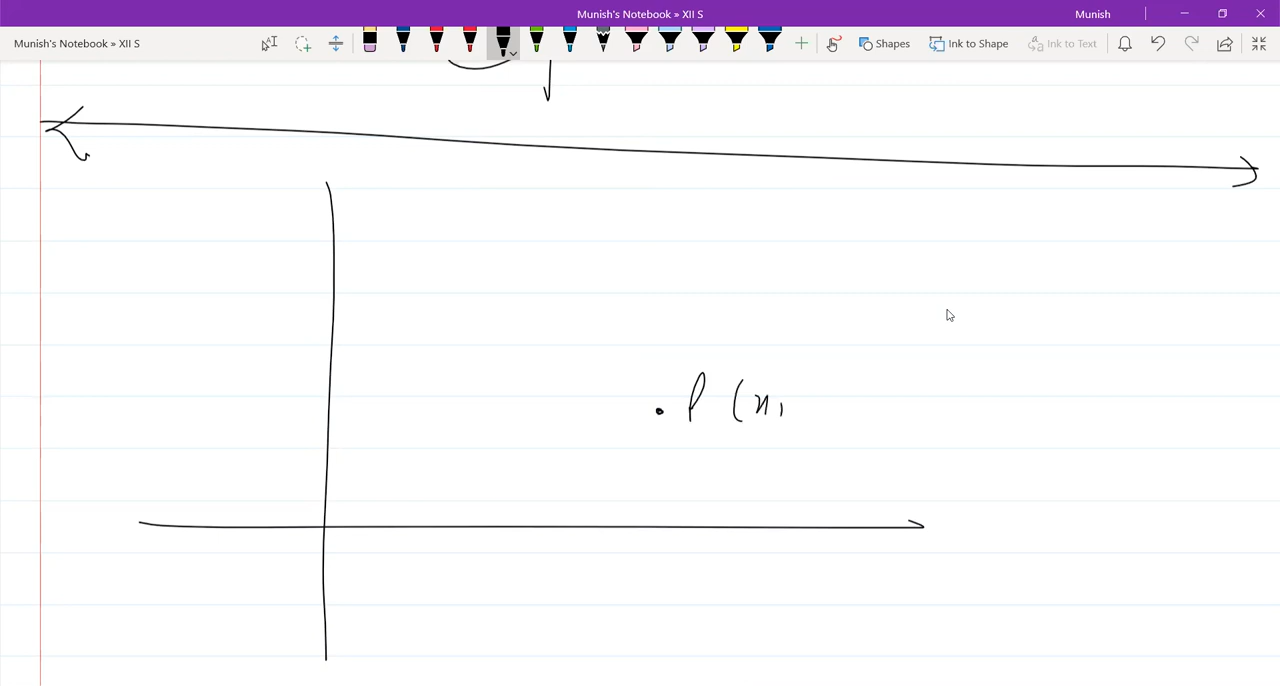 Munish's Notebook » XII S
Munish
Munish's Notebook » XII S
Shapes
Ink to Shape
Ink to Text
P (x,